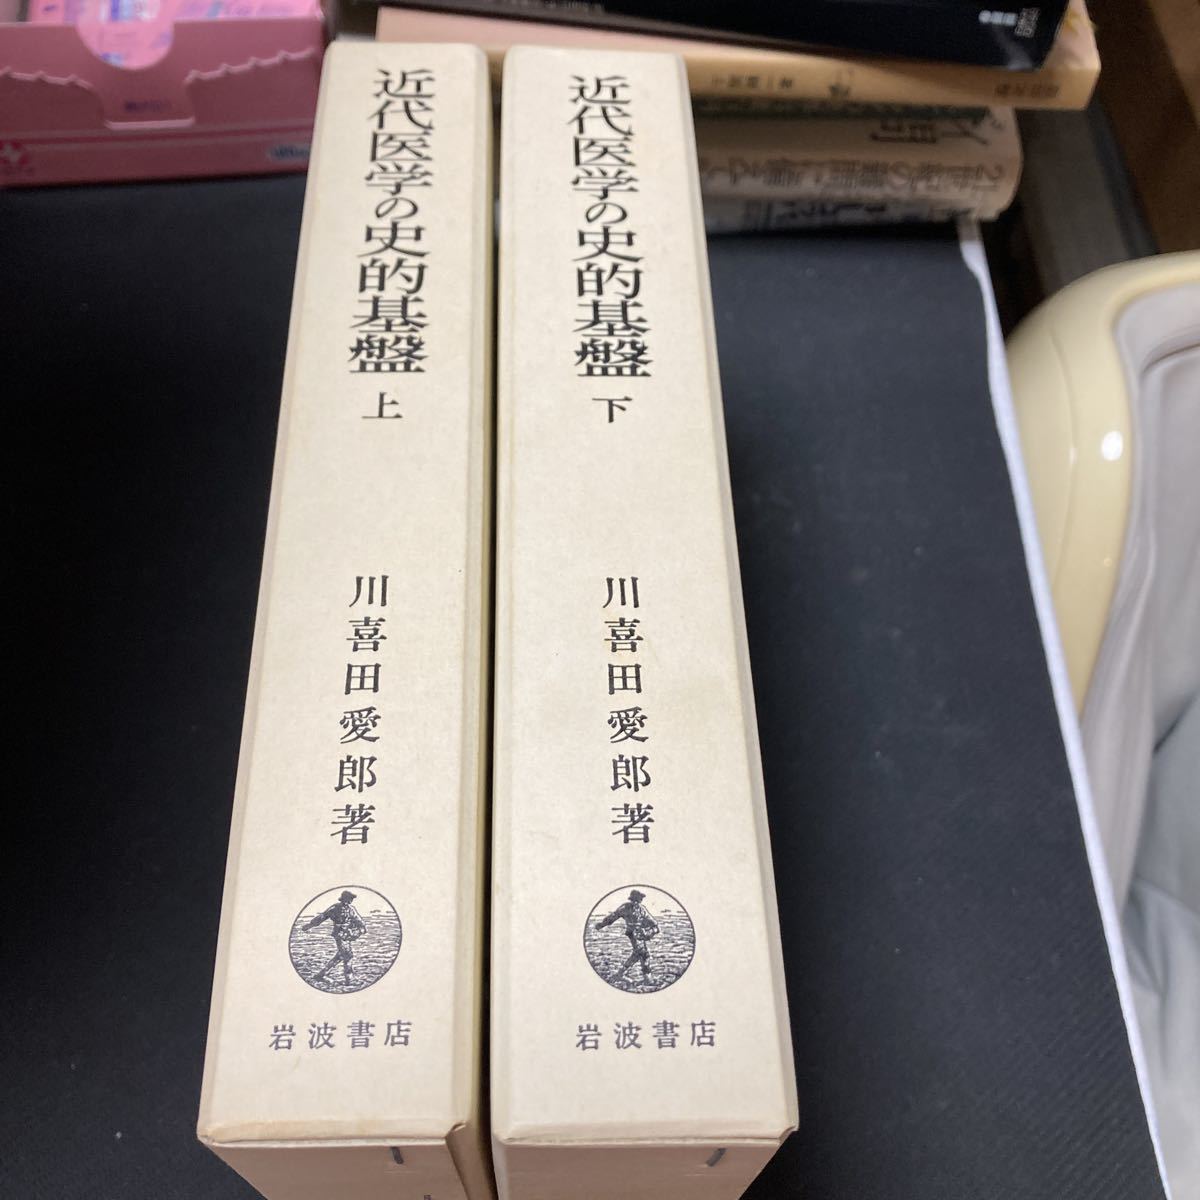 近代医学の史的基盤 上
川喜田愛郎著
岩波書店
近代医学の史的基盤 下
川喜田愛郎著
岩波書店